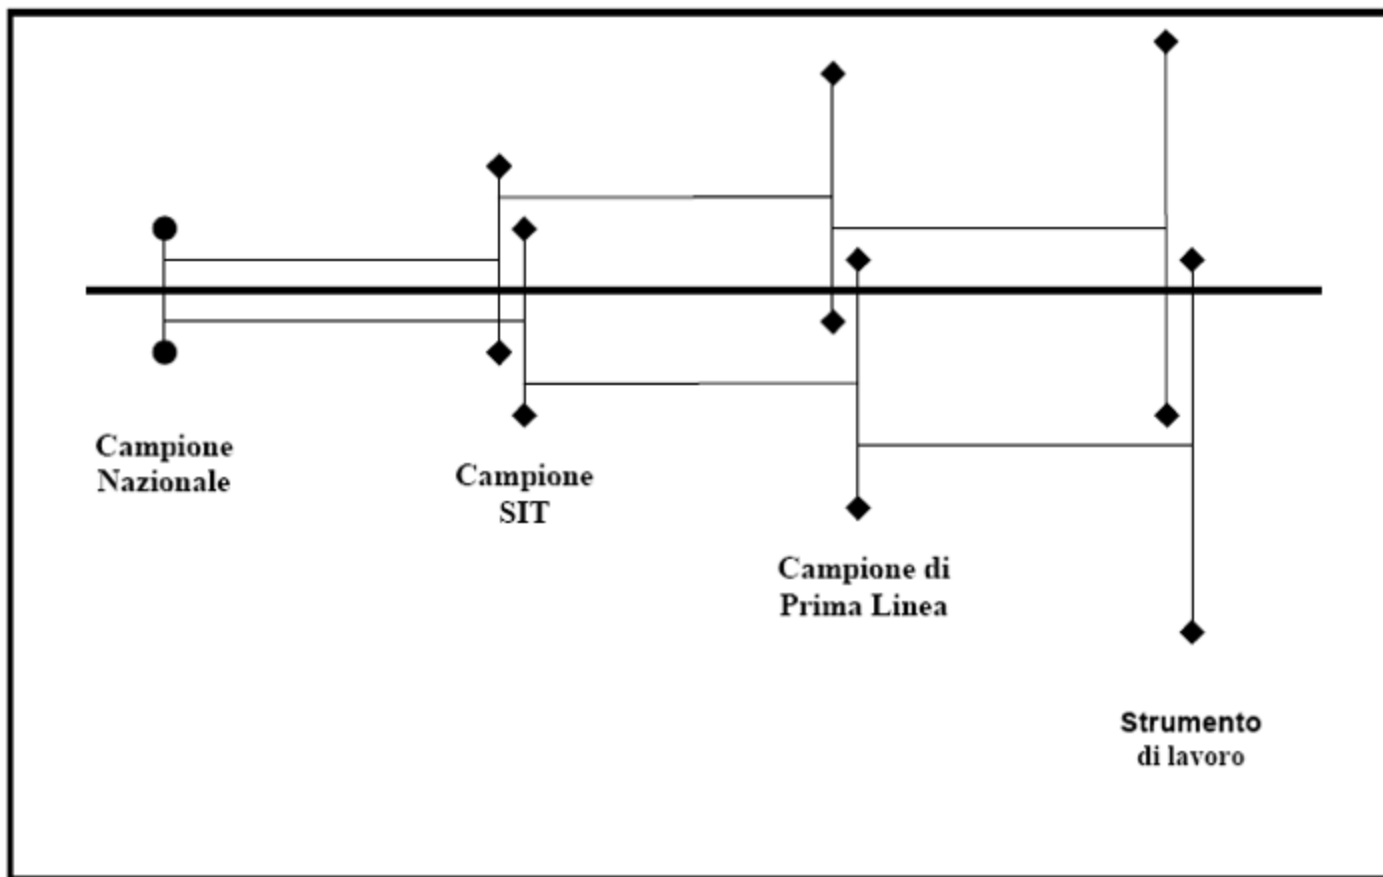 Campione
Nazionale
Campione
SIT
Campione di
Prima Linea
Strumento
di lavoro